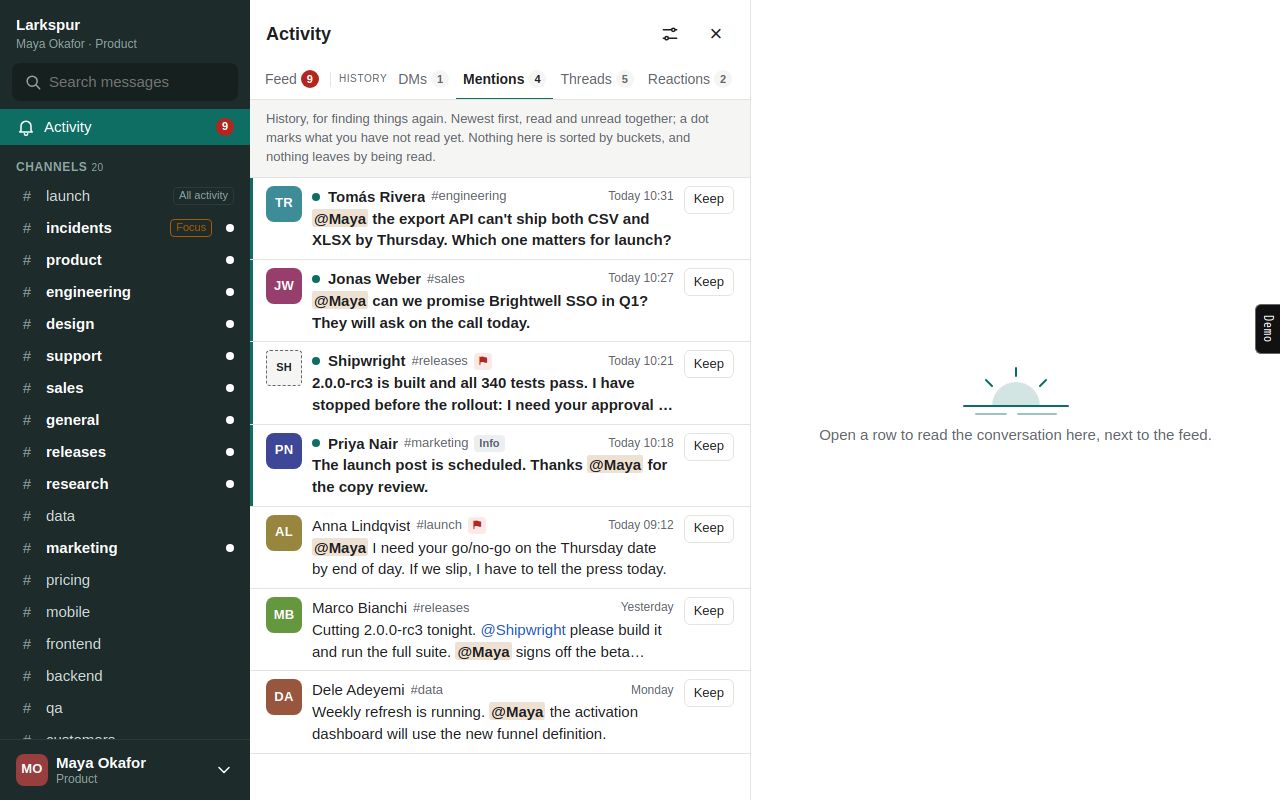 Larkspur
Maya Okafor · Product
Search messages
Activity 9
CHANNELS 20
# launch All activity
# incidents Focus
# product
# engineering
# design
# support
# sales
# general
# releases
# research
# data
# marketing
# pricing
# mobile
# frontend
# backend
# qa
# customers
MO Maya Okafor
Product
Activity
Feed 9 HISTORY DMs 1 Mentions 4 Threads 5 Reactions 2
History, for finding things again. Newest first, read and unread together; a dot
marks what you have not read yet. Nothing here is sorted by buckets, and
nothing leaves by being read.
TR Tomás Rivera #engineering Today 10:31 Keep
@Maya the export API can't ship both CSV and
XLSX by Thursday. Which one matters for launch?
JW Jonas Weber #sales Today 10:27 Keep
@Maya can we promise Brightwell SSO in Q1?
They will ask on the call today.
SH Shipwright #releases Today 10:21 Keep
2.0.0-rc3 is built and all 340 tests pass. I have
stopped before the rollout: I need your approval …
PN Priya Nair #marketing Info Today 10:18 Keep
The launch post is scheduled. Thanks @Maya for
the copy review.
AL Anna Lindqvist #launch Today 09:12 Keep
@Maya I need your go/no-go on the Thursday date
by end of day. If we slip, I have to tell the press today.
MB Marco Bianchi #releases Yesterday Keep
Cutting 2.0.0-rc3 tonight. @Shipwright please build it
and run the full suite. @Maya signs off the beta…
DA Dele Adeyemi #data Monday Keep
Weekly refresh is running. @Maya the activation
dashboard will use the new funnel definition.
Open a row to read the conversation here, next to the feed.
Demo